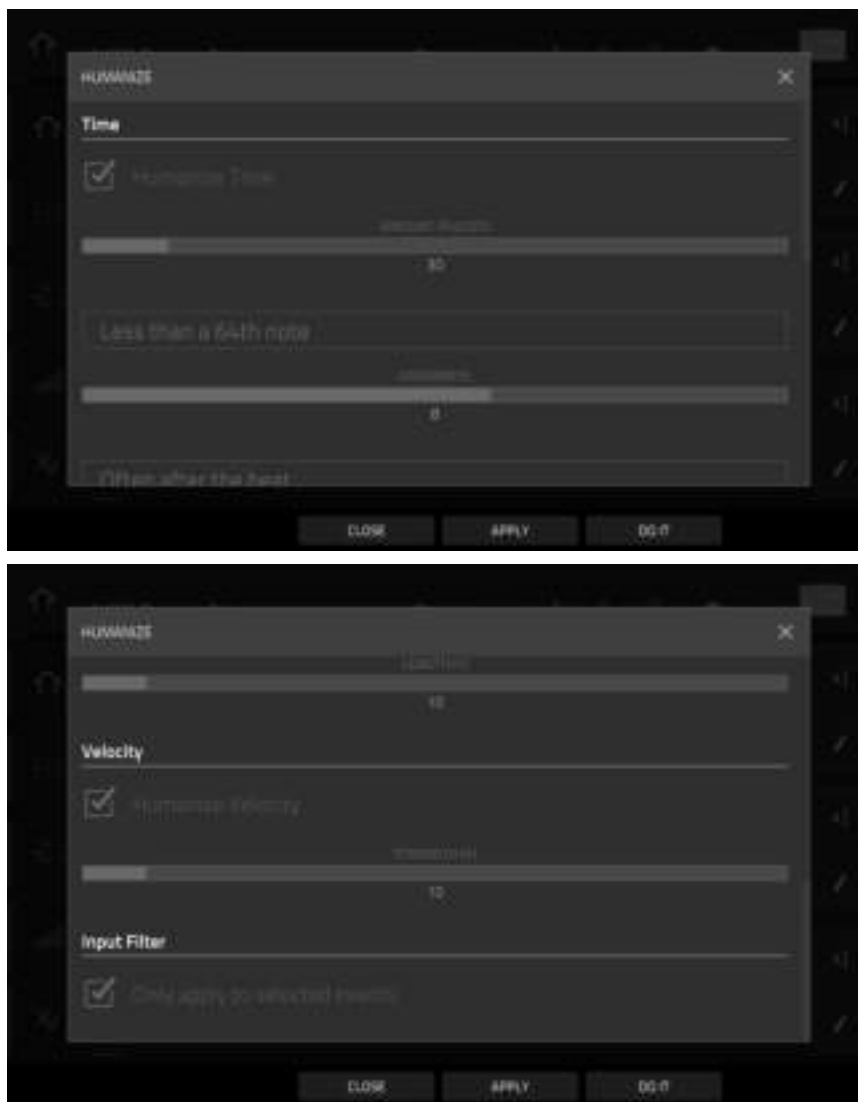 HUMANIZE
Time
Humanize Time
30
Less than a 64th note
8
Often after the beat
CLOSE
APPLY
DO IT
HUMANIZE
10
Velocity
Humanize Velocity
10
Input Filter
Only apply to selected events
CLOSE
APPLY
DO IT